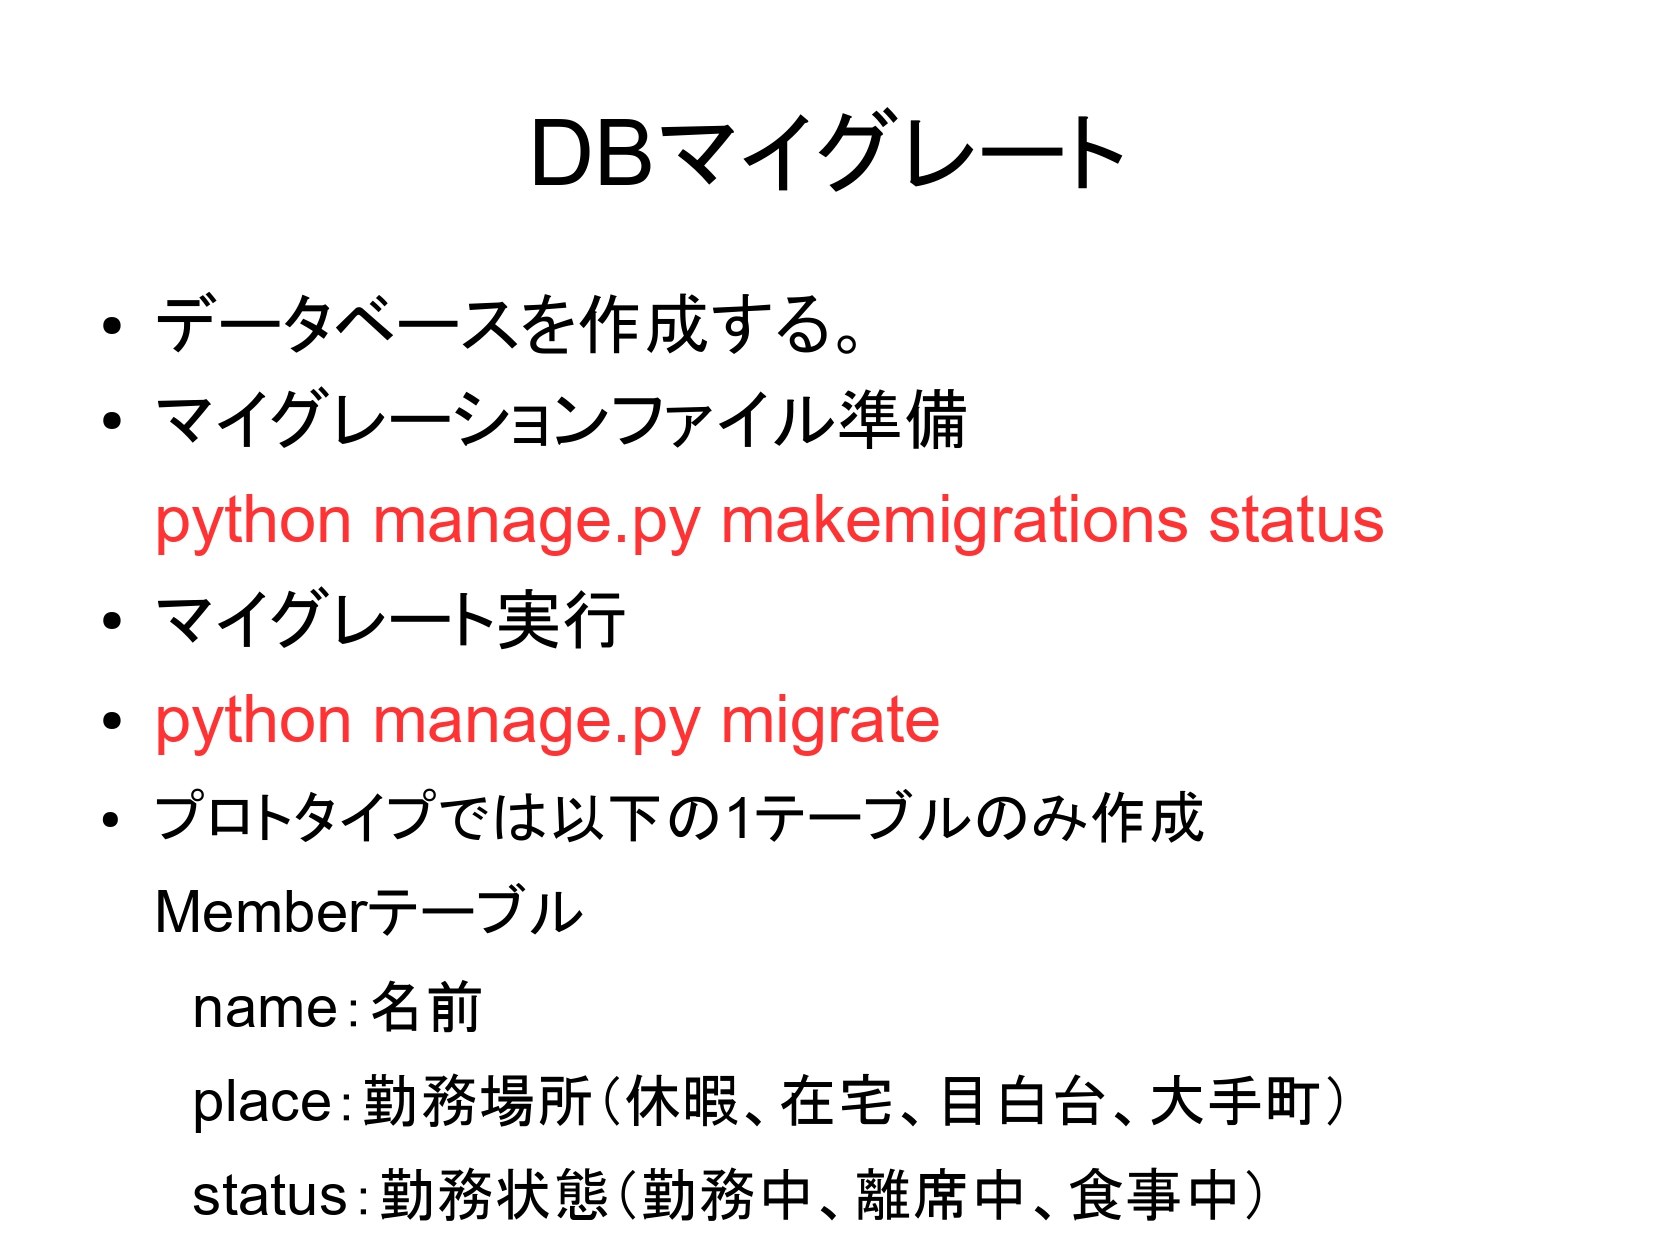 DBマイグレート
• データベースを作成する。
• マイグレーションファイル準備
python manage.py makemigrations status
• マイグレート実行
• python manage.py migrate
• プロトタイプでは以下の1テーブルのみ作成
Memberテーブル
name：名前
place：勤務場所（休暇、在宅、目白台、大手町）
status：勤務状態（勤務中、離席中、食事中）